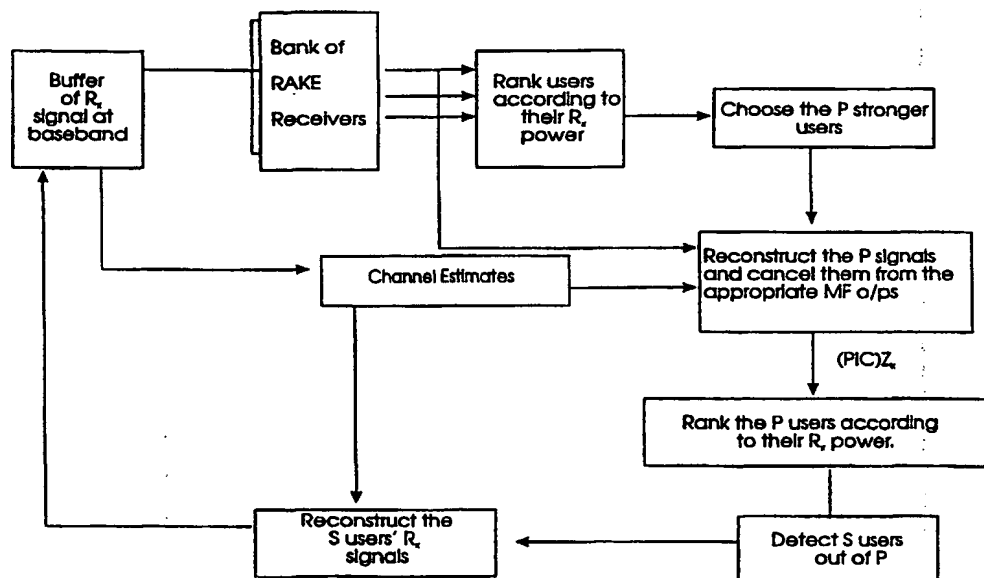 Buffer
of Rx
signal at
baseband
Bank of
RAKE
Receivers
Rank users
according to
their Rx
power
Choose the P stronger
users
Channel Estimates
Reconstruct the P signals
and cancel them from the
appropriate MF o/ps
(PIC)Zk
Rank the P users according
to their Rx power.
Reconstruct the
S users' Rx
signals
Detect S users
out of P